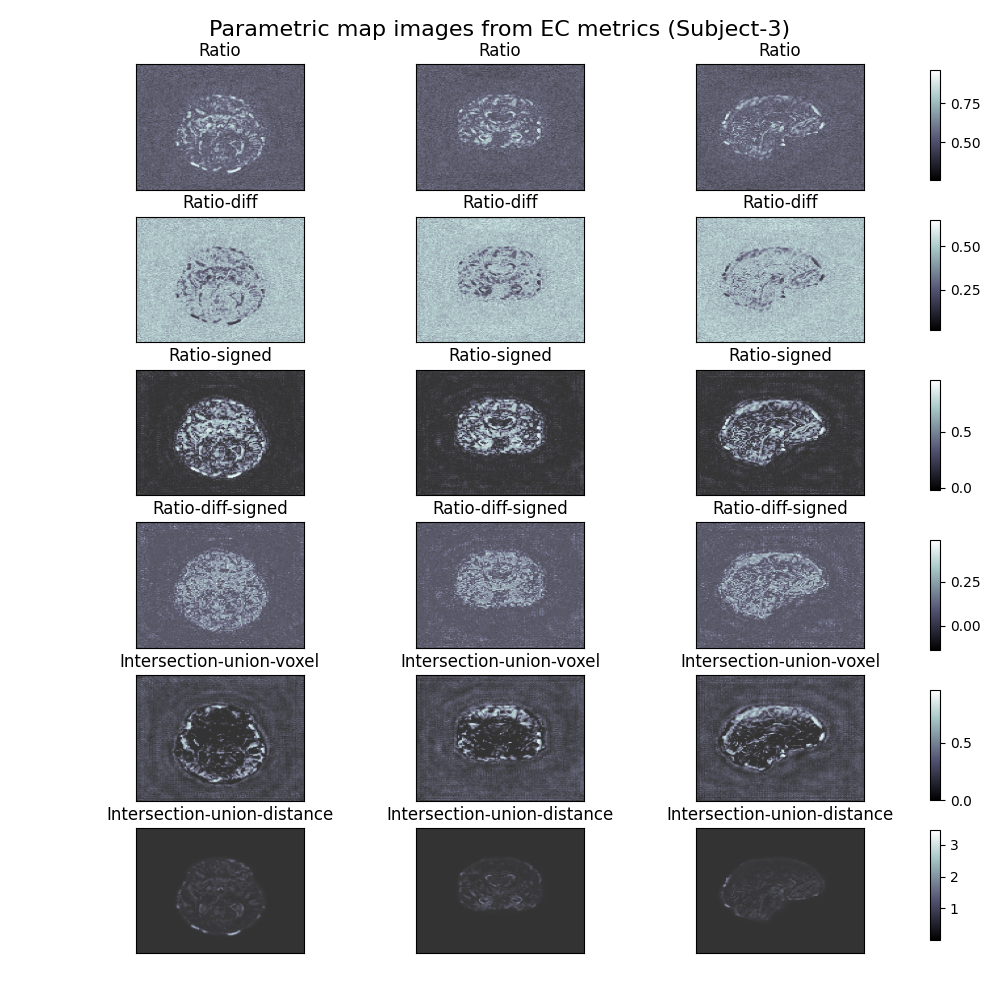 Parametric map images from EC metrics (Subject-3)
Ratio Ratio Ratio
0.75
0.50
Ratio-diff Ratio-diff Ratio-diff
0.50
0.25
Ratio-signed Ratio-signed Ratio-signed
0.5
0.0
Ratio-diff-signed Ratio-diff-signed Ratio-diff-signed
0.25
0.00
Intersection-union-voxel Intersection-union-voxel Intersection-union-voxel
0.5
0.0
Intersection-union-distance Intersection-union-distance Intersection-union-distance
3
2
1